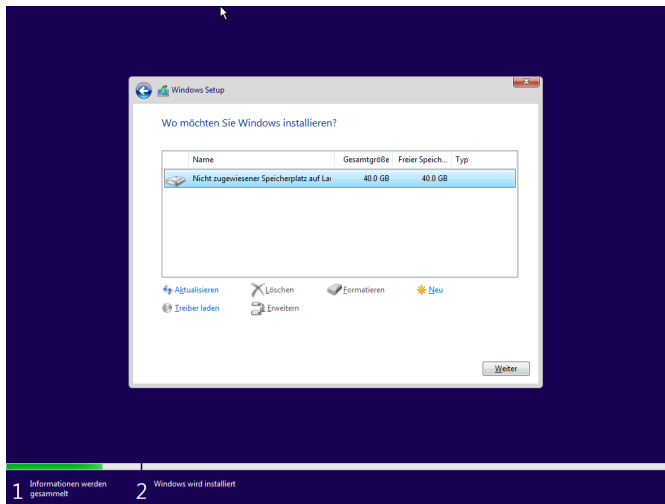 Windows Setup
Wo möchten Sie Windows installieren?
Name Gesamtgröße Freier Speich... Typ
Nicht zugewiesener Speicherplatz auf Lau 40.0 GB 40.0 GB
Aktualisieren Löschen Formatieren Neu
Treiber laden Erweitern
Weiter
1 Informationen werden gesammelt
2 Windows wird installiert